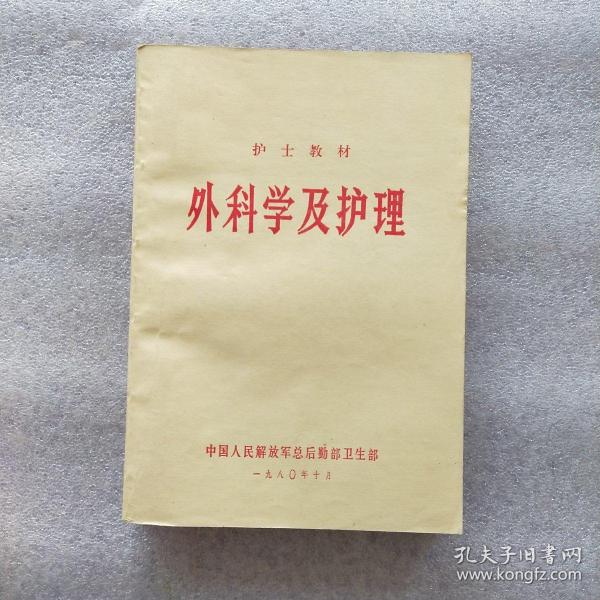 护士教材
外科学及护理
中国人民解放军总后勤部卫生部
一九八〇年十月
孔夫子旧书网
www.kongfz.com